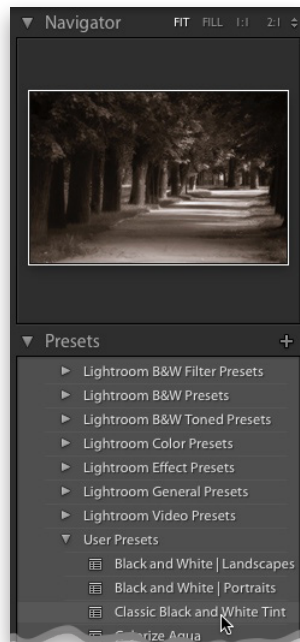 Navigator FIT FILL 1:1 2:1
Presets +
Lightroom B&W Filter Presets
Lightroom B&W Presets
Lightroom B&W Toned Presets
Lightroom Color Presets
Lightroom Effect Presets
Lightroom General Presets
Lightroom Video Presets
User Presets
Black and White | Landscapes
Black and White | Portraits
Classic Black and White Tint
Colorize Aqua